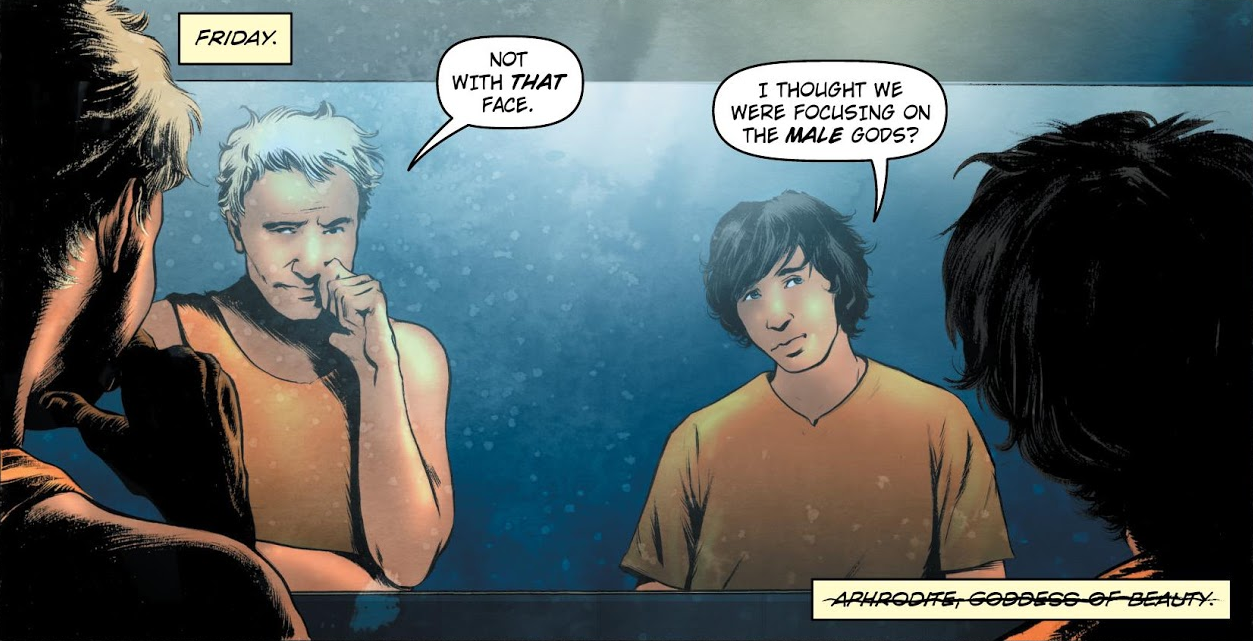 FRIDAY.
NOT
WITH THAT
FACE.
I THOUGHT WE
WERE FOCUSING ON
THE MALE GODS?
APHRODITE, GODDESS OF BEAUTY.